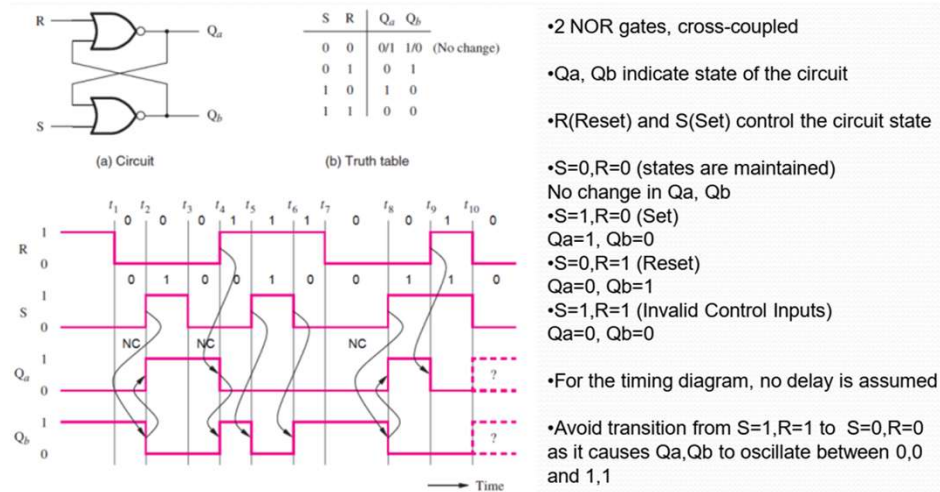 R
Qa
S
Qb
(a) Circuit
S R Qa Qb
0 0 0/1 1/0 (No change)
0 1 0 1
1 0 1 0
1 1 0 0
(b) Truth table
t1 t2 t3 t4 t5 t6 t7 t8 t9 t10
0 0 0 1 1 1 0 0 1 0
R 1 0
0 1 0 0 1 0 0 1 1 0
S 1 0
NC NC NC
Qa 1 0 ?
Qb 1 0 ?
Time
•2 NOR gates, cross-coupled
•Qa, Qb indicate state of the circuit
•R(Reset) and S(Set) control the circuit state
•S=0,R=0 (states are maintained)
No change in Qa, Qb
•S=1,R=0 (Set)
Qa=1, Qb=0
•S=0,R=1 (Reset)
Qa=0, Qb=1
•S=1,R=1 (Invalid Control Inputs)
Qa=0, Qb=0
•For the timing diagram, no delay is assumed
•Avoid transition from S=1,R=1 to S=0,R=0
as it causes Qa,Qb to oscillate between 0,0
and 1,1